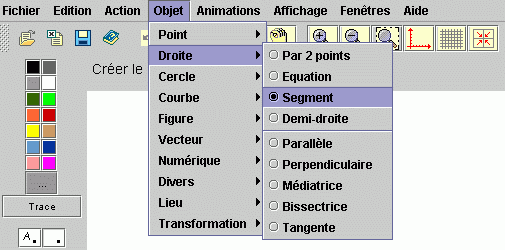 Fichier Edition Action Objet Animations Affichage Fenêtres Aide
Créer le
Point
Droite
Cercle
Courbe
Figure
Vecteur
Numérique
Divers
Lieu
Transformation
Par 2 points
Equation
Segment
Demi-droite
Parallèle
Perpendiculaire
Médiatrice
Bissectrice
Tangente
...
Trace
A.
.